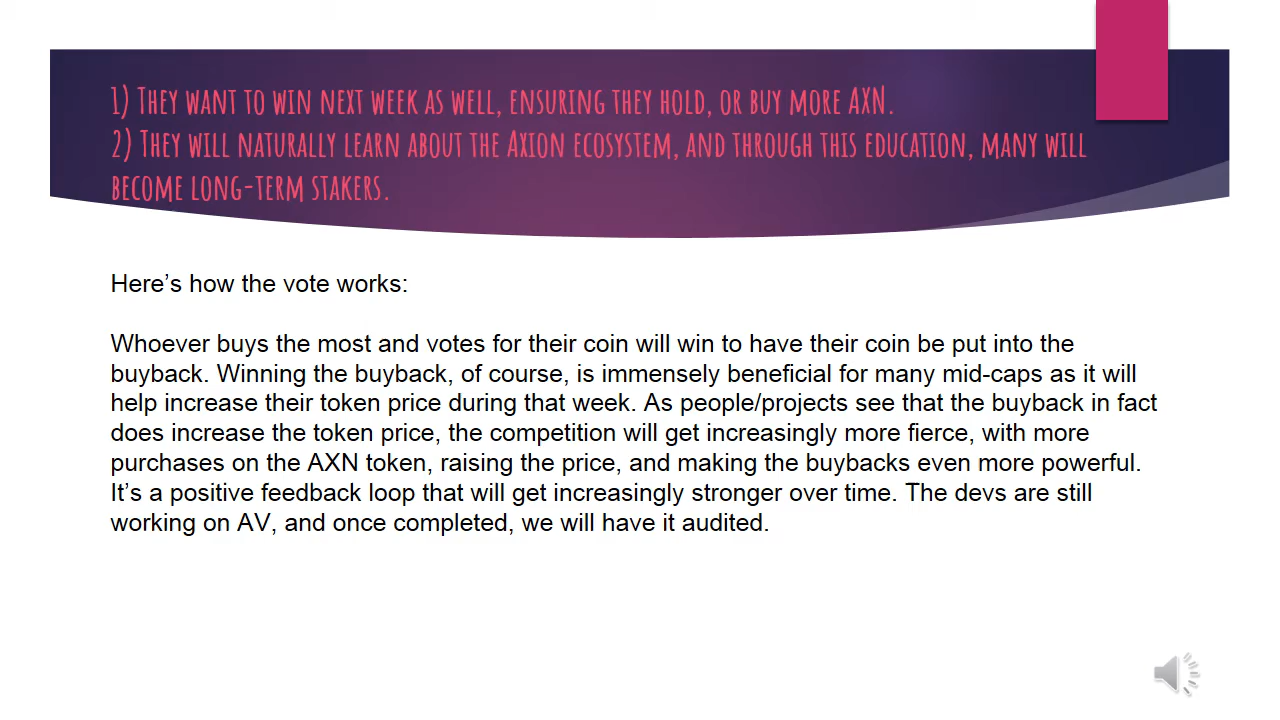 1) They want to win next week as well, ensuring they hold, or buy more AXN.
2) They will naturally learn about the Axion ecosystem, and through this education, many will
become long-term stakers.
Here’s how the vote works:
Whoever buys the most and votes for their coin will win to have their coin be put into the
buyback. Winning the buyback, of course, is immensely beneficial for many mid-caps as it will
help increase their token price during that week. As people/projects see that the buyback in fact
does increase the token price, the competition will get increasingly more fierce, with more
purchases on the AXN token, raising the price, and making the buybacks even more powerful.
It’s a positive feedback loop that will get increasingly stronger over time. The devs are still
working on AV, and once completed, we will have it audited.